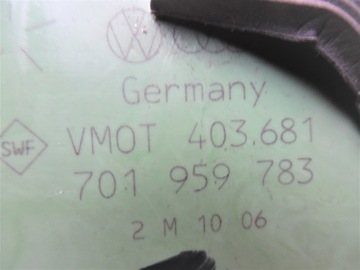 Germany
SWF VMOT 403.681
701 959 783
2 M 10 06